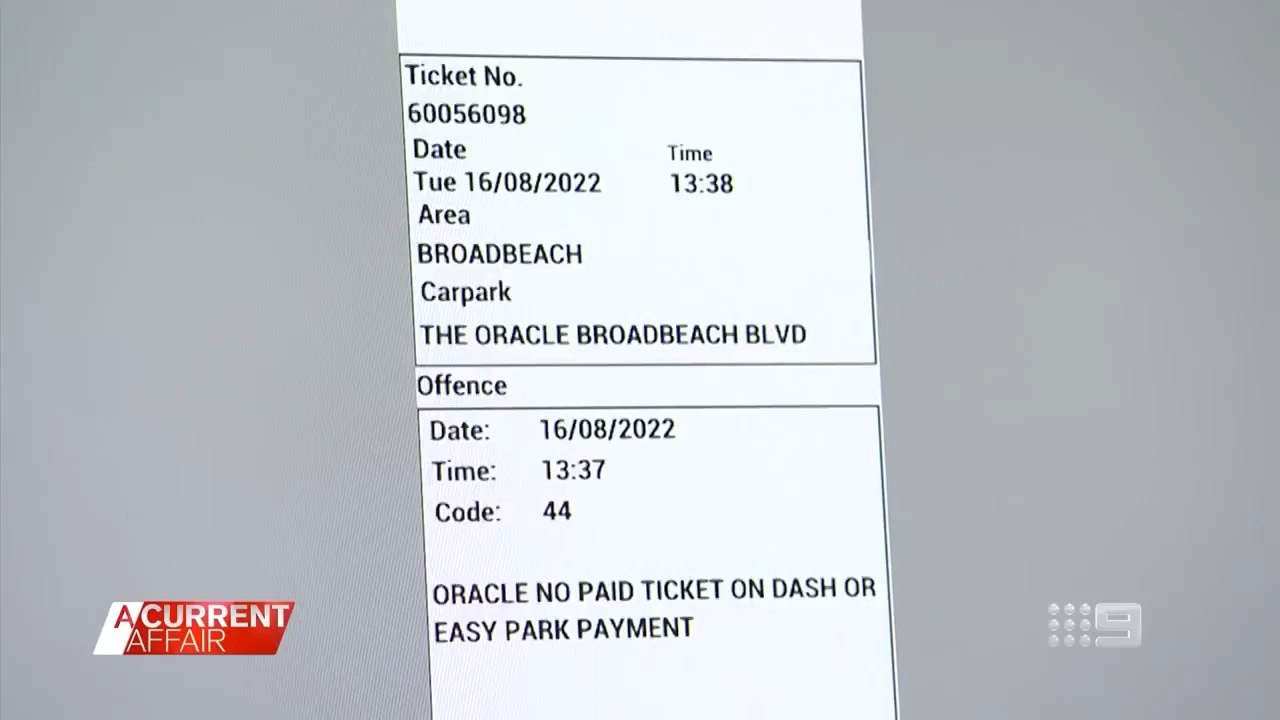 Ticket No.
60056098
Date Time
Tue 16/08/2022 13:38
Area
BROADBEACH
Carpark
THE ORACLE BROADBEACH BLVD
Offence
Date: 16/08/2022
Time: 13:37
Code: 44
ORACLE NO PAID TICKET ON DASH OR
EASY PARK PAYMENT
A CURRENT
AFFAIR
9